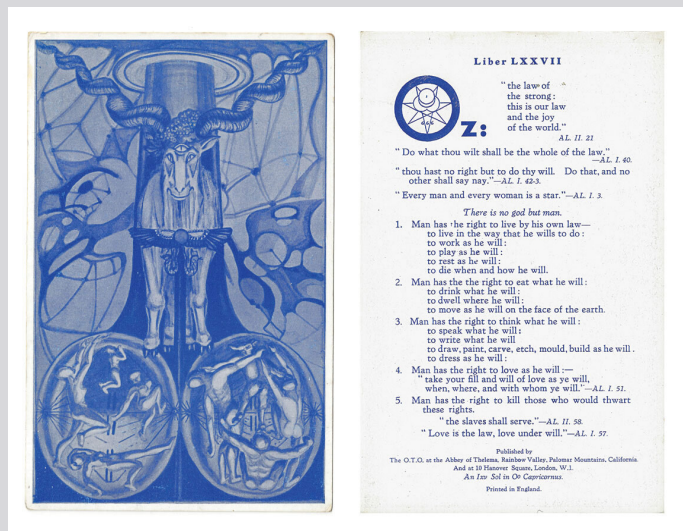 Liber LXXVII
Oz:
"the law of
the strong:
this is our law
and the joy
of the world."
AL. II. 21
"Do what thou wilt shall be the whole of the law."
—AL. I. 40.
"thou hast no right but to do thy will. Do that, and no
other shall say nay."—AL. I. 42-3.
"Every man and every woman is a star."—AL. I. 3.
There is no god but man.
1. Man has the right to live by his own law—
to live in the way that he wills to do:
to work as he will:
to play as he will:
to rest as he will:
to die when and how he will.
2. Man has the the right to eat what he will:
to drink what he will:
to dwell where he will:
to move as he will on the face of the earth.
3. Man has the right to think what he will:
to speak what he will:
to write what he will
to draw, paint, carve, etch, mould, build as he will.
to dress as he will:
4. Man has the right to love as he will:—
"take your fill and will of love as ye will,
when, where, and with whom ye will."—AL. I. 51.
5. Man has the right to kill those who would thwart
these rights.
"the slaves shall serve."—AL. II. 58.
"Love is the law, love under will."—AL. I. 57.
Published by
The O.T.O. at the Abbey of Thelema, Rainbow Valley, Palomar Mountains, California.
And at 10 Hanover Square, London, W.1.
An Ixv Sol in O° Capricornus.
Printed in England.